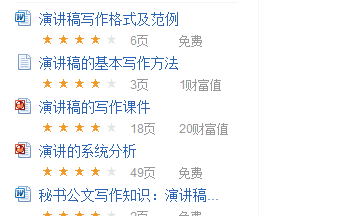 演讲稿写作格式及范例
6页 免费
演讲稿的基本写作方法
3页 1财富值
演讲稿的写作课件
18页 20财富值
演讲的系统分析
49页 免费
秘书公文写作知识：演讲稿...